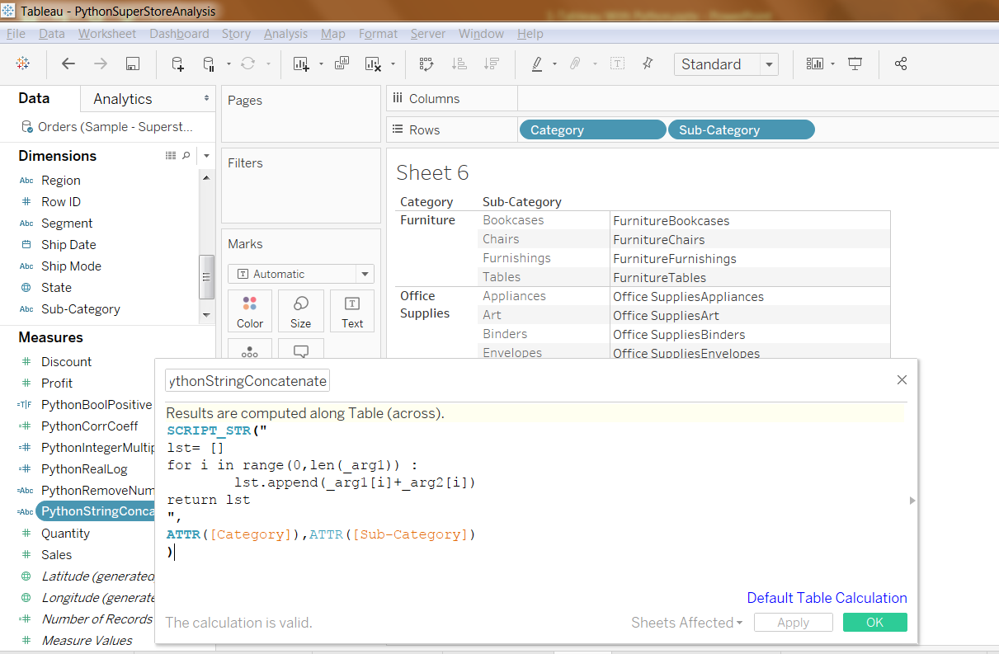 Tableau - PythonSuperStoreAnalysis
File Data Worksheet Dashboard Story Analysis Map Format Server Window Help
Standard
Data Analytics
Orders (Sample - Superst...
Dimensions
Abc Region
# Row ID
Abc Segment
Ship Date
Abc Ship Mode
State
Abc Sub-Category
Measures
# Discount
# Profit
=T|F PythonBoolPositive
=# PythonCorrCoeff
=# PythonIntegerMultip
=# PythonRealLog
=Abc PythonRemoveNum
=Abc PythonStringConca
# Quantity
# Sales
Latitude (generated
Longitude (generate
=# Number of Records
# Measure Values
Pages
Filters
Marks
T Automatic
Color Size Text
Columns
Rows Category Sub-Category
Sheet 6
Category Sub-Category
Furniture Bookcases FurnitureBookcases
Chairs FurnitureChairs
Furnishings FurnitureFurnishings
Tables FurnitureTables
Office Supplies Appliances Office SuppliesAppliances
Art Office SuppliesArt
Binders Office SuppliesBinders
Envelopes Office SuppliesEnvelopes
ythonStringConcatenate
Results are computed along Table (across).
SCRIPT_STR("
lst= []
for i in range(0,len(_arg1)) :
lst.append(_arg1[i]+_arg2[i])
return lst
",
ATTR([Category]),ATTR([Sub-Category])
)
Default Table Calculation
The calculation is valid. Sheets Affected Apply OK